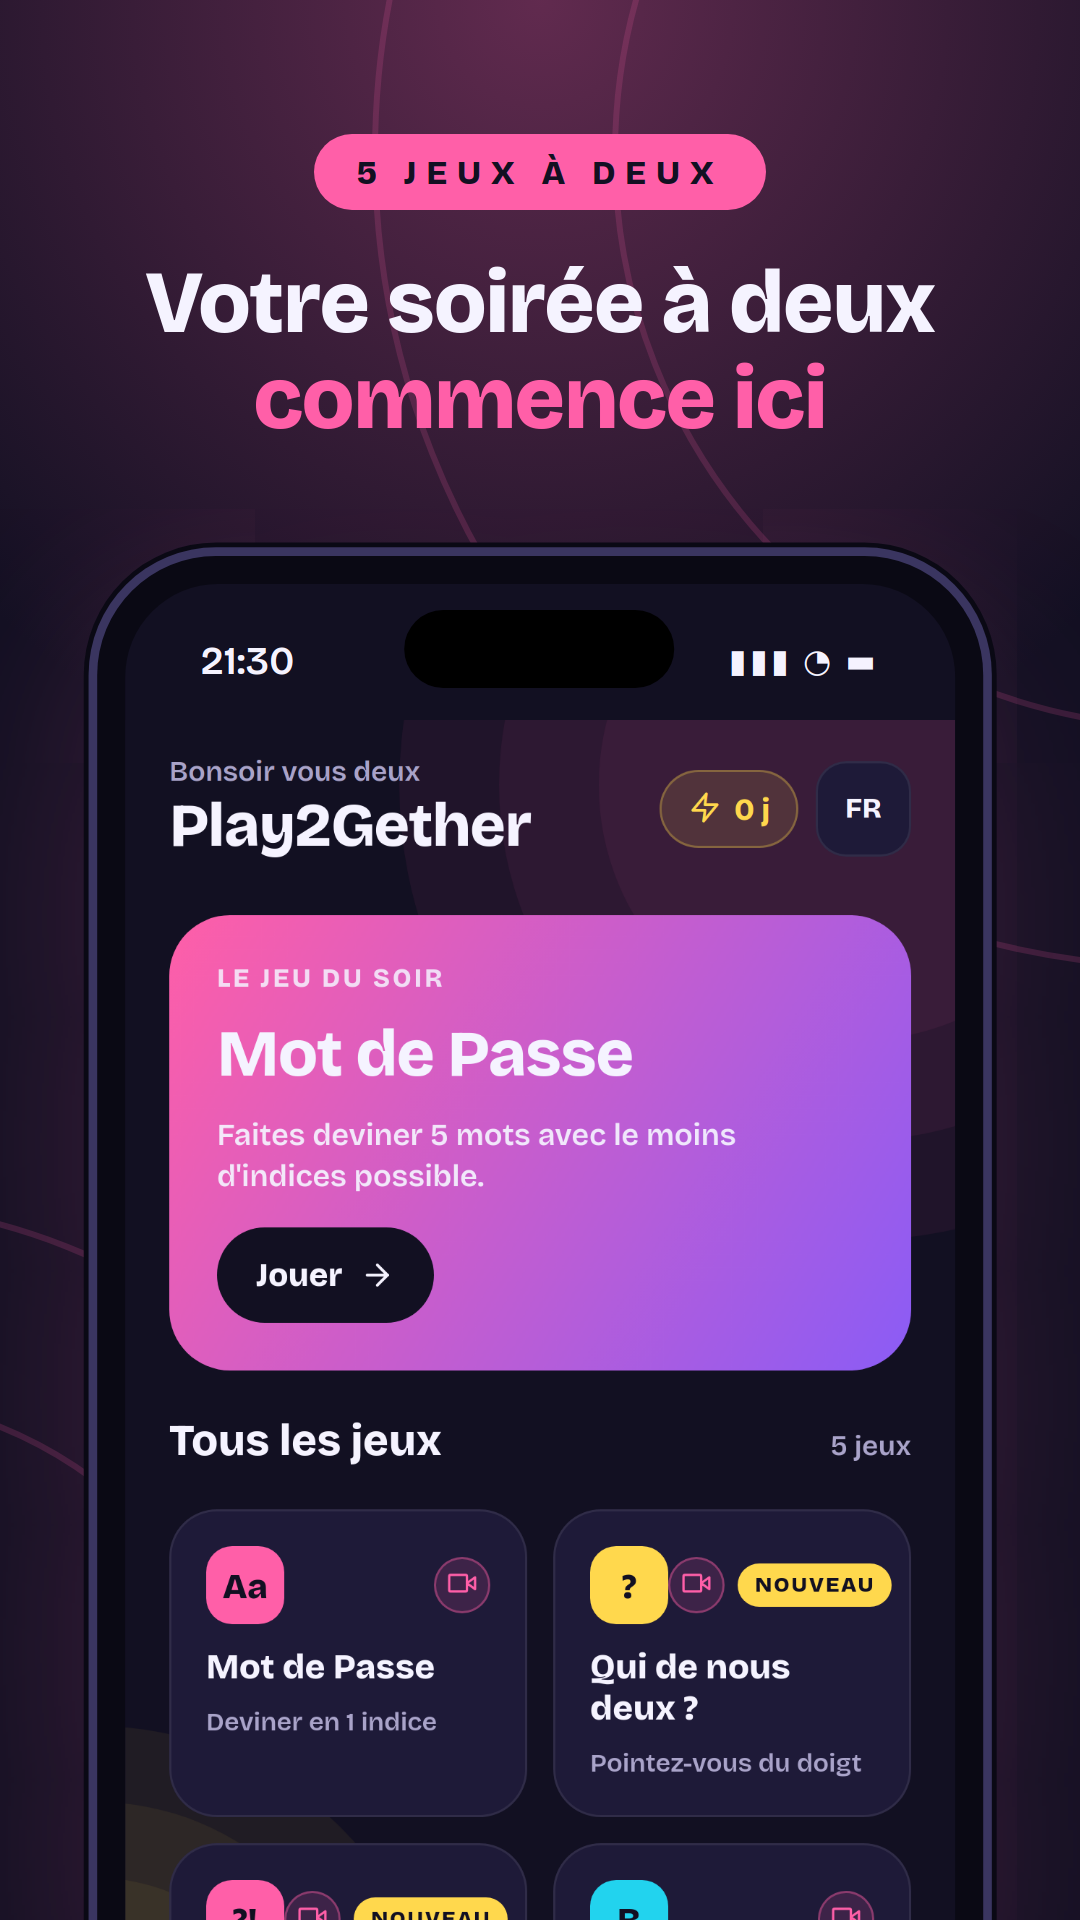 5 JEUX À DEUX
Votre soirée à deux
commence ici
21:30
Bonsoir vous deux
Play2Gether
0 j
FR
LE JEU DU SOIR
Mot de Passe
Faites deviner 5 mots avec le moins
d'indices possible.
Jouer →
Tous les jeux
5 jeux
Aa
Mot de Passe
Deviner en 1 indice
?
NOUVEAU
Qui de nous
deux ?
Pointez-vous du doigt
?!
NOUVEAU